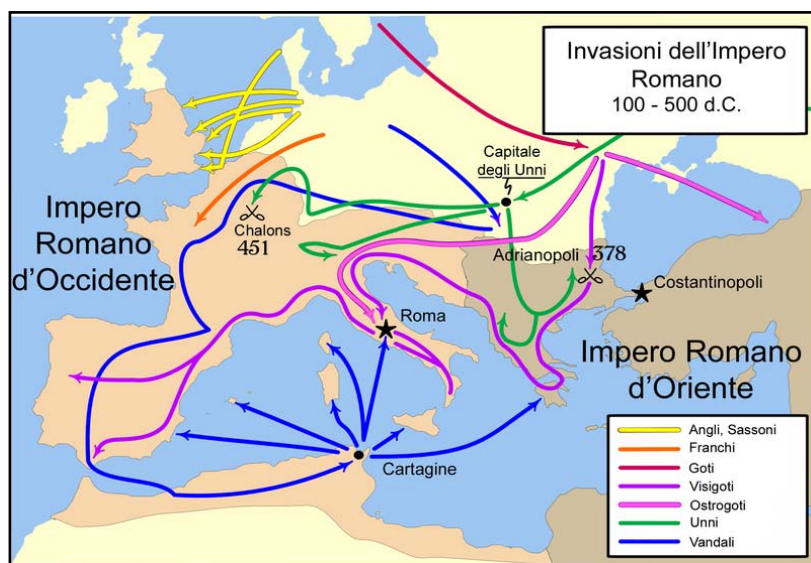 Invasioni dell'Impero
Romano
100 - 500 d.C.
Capitale
degli Unni
Impero
Romano
d'Occidente
Chalons
451
Adrianopoli
378
Costantinopoli
Roma
Impero Romano
d'Oriente
Cartagine
Angli, Sassoni
Franchi
Goti
Visigoti
Ostrogoti
Unni
Vandali